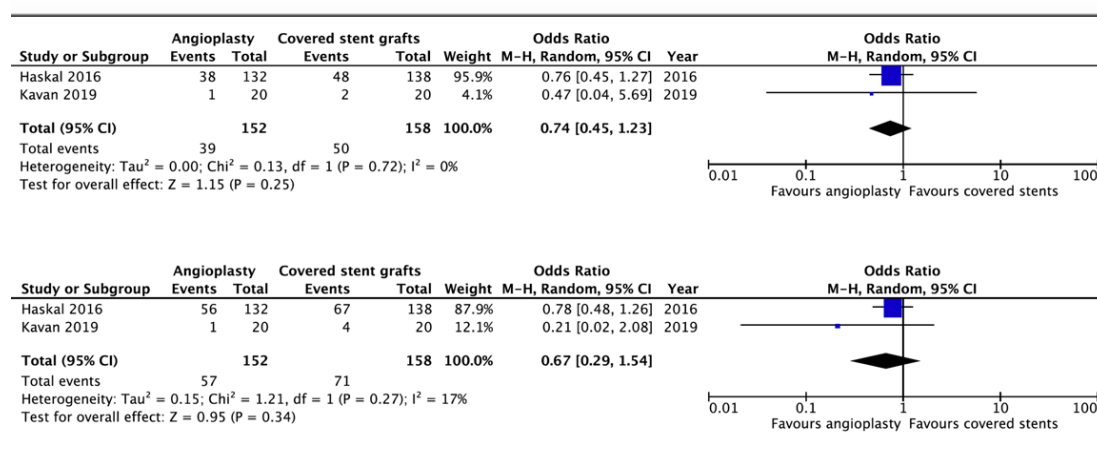 Angioplasty Covered stent grafts Odds Ratio Odds Ratio
Study or Subgroup Events Total Events Total Weight M-H, Random, 95% CI Year M-H, Random, 95% CI
Haskal 2016 38 132 48 138 95.9% 0.76 [0.45, 1.27] 2016
Kavan 2019 1 20 2 20 4.1% 0.47 [0.04, 5.69] 2019
Total (95% CI) 152 158 100.0% 0.74 [0.45, 1.23]
Total events 39 50
Heterogeneity: Tau² = 0.00; Chi² = 0.13, df = 1 (P = 0.72); I² = 0%
Test for overall effect: Z = 1.15 (P = 0.25)
0.01 0.1 1 10 100
Favours angioplasty Favours covered stents
Angioplasty Covered stent grafts Odds Ratio Odds Ratio
Study or Subgroup Events Total Events Total Weight M-H, Random, 95% CI Year M-H, Random, 95% CI
Haskal 2016 56 132 67 138 87.9% 0.78 [0.48, 1.26] 2016
Kavan 2019 1 20 4 20 12.1% 0.21 [0.02, 2.08] 2019
Total (95% CI) 152 158 100.0% 0.67 [0.29, 1.54]
Total events 57 71
Heterogeneity: Tau² = 0.15; Chi² = 1.21, df = 1 (P = 0.27); I² = 17%
Test for overall effect: Z = 0.95 (P = 0.34)
0.01 0.1 1 10 100
Favours angioplasty Favours covered stents